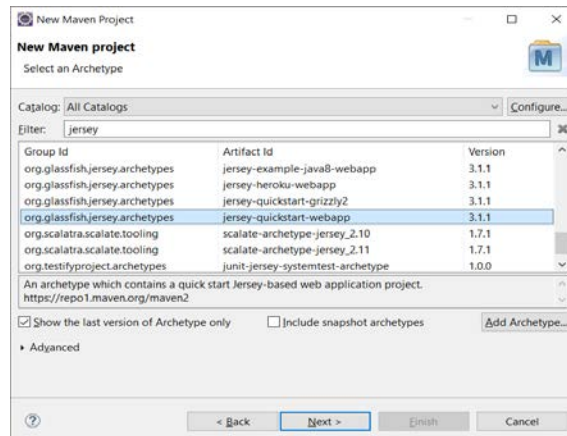 New Maven Project
New Maven project
Select an Archetype
M
Catalog: All Catalogs Configure...
Filter: jersey
Group Id Artifact Id Version
org.glassfish.jersey.archetypes jersey-example-java8-webapp 3.1.1
org.glassfish.jersey.archetypes jersey-heroku-webapp 3.1.1
org.glassfish.jersey.archetypes jersey-quickstart-grizzly2 3.1.1
org.glassfish.jersey.archetypes jersey-quickstart-webapp 3.1.1
org.scalatra.scalate.tooling scalate-archetype-jersey_2.10 1.7.1
org.scalatra.scalate.tooling scalate-archetype-jersey_2.11 1.7.1
org.testifyproject.archetypes junit-jersey-systemtest-archetype 1.0.0
An archetype which contains a quick start Jersey-based web application project.
https://repo1.maven.org/maven2
Show the last version of Archetype only Include snapshot archetypes Add Archetype...
Advanced
? < Back Next > Finish Cancel